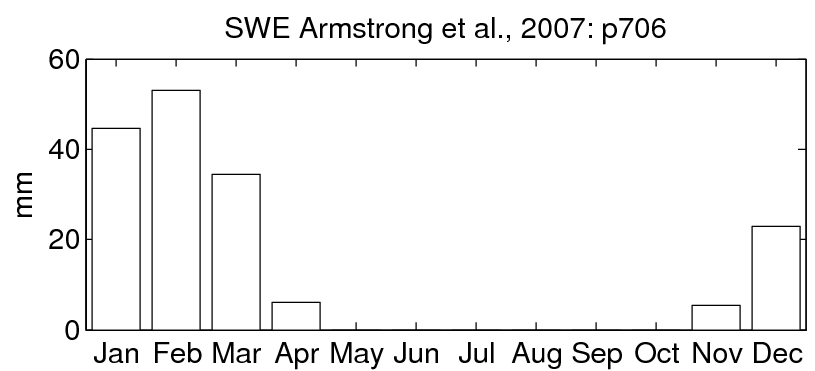 SWE Armstrong et al., 2007: p706
60
40
20
0
mm
Jan Feb Mar Apr May Jun Jul Aug Sep Oct Nov Dec